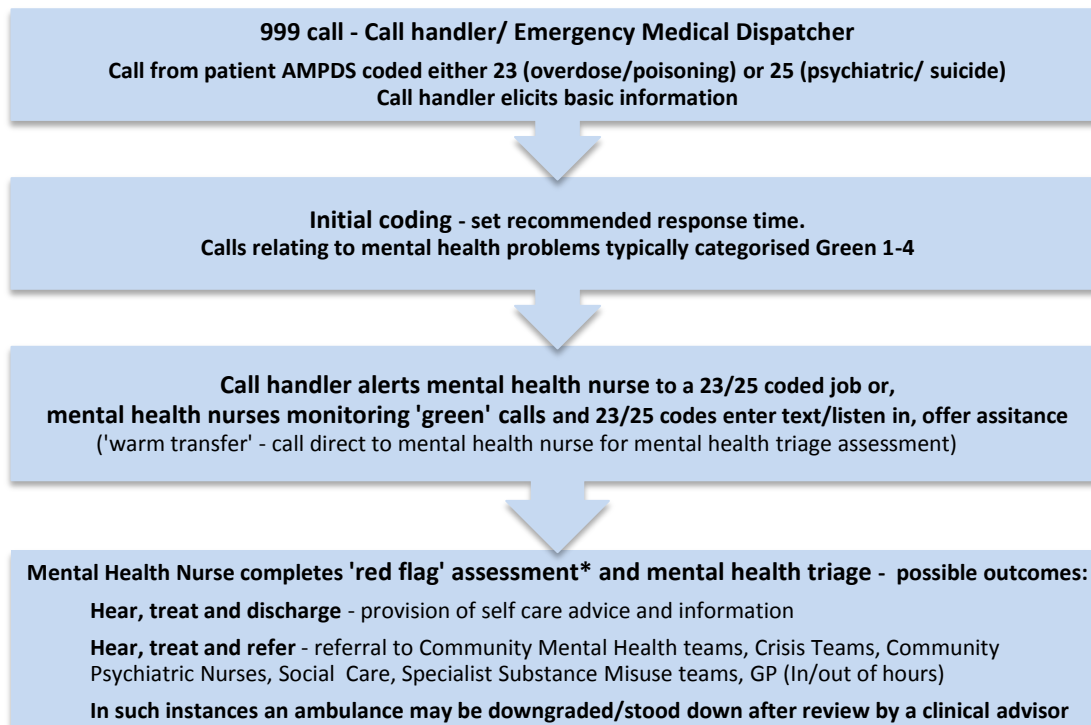 999 call - Call handler/ Emergency Medical Dispatcher
Call from patient AMPDS coded either 23 (overdose/poisoning) or 25 (psychiatric/ suicide)
Call handler elicits basic information
Initial coding - set recommended response time.
Calls relating to mental health problems typically categorised Green 1-4
Call handler alerts mental health nurse to a 23/25 coded job or,
mental health nurses monitoring 'green' calls and 23/25 codes enter text/listen in, offer assitance
('warm transfer' - call direct to mental health nurse for mental health triage assessment)
Mental Health Nurse completes 'red flag' assessment* and mental health triage - possible outcomes:
Hear, treat and discharge - provision of self care advice and information
Hear, treat and refer - referral to Community Mental Health teams, Crisis Teams, Community
Psychiatric Nurses, Social Care, Specialist Substance Misuse teams, GP (In/out of hours)
In such instances an ambulance may be downgraded/stood down after review by a clinical advisor